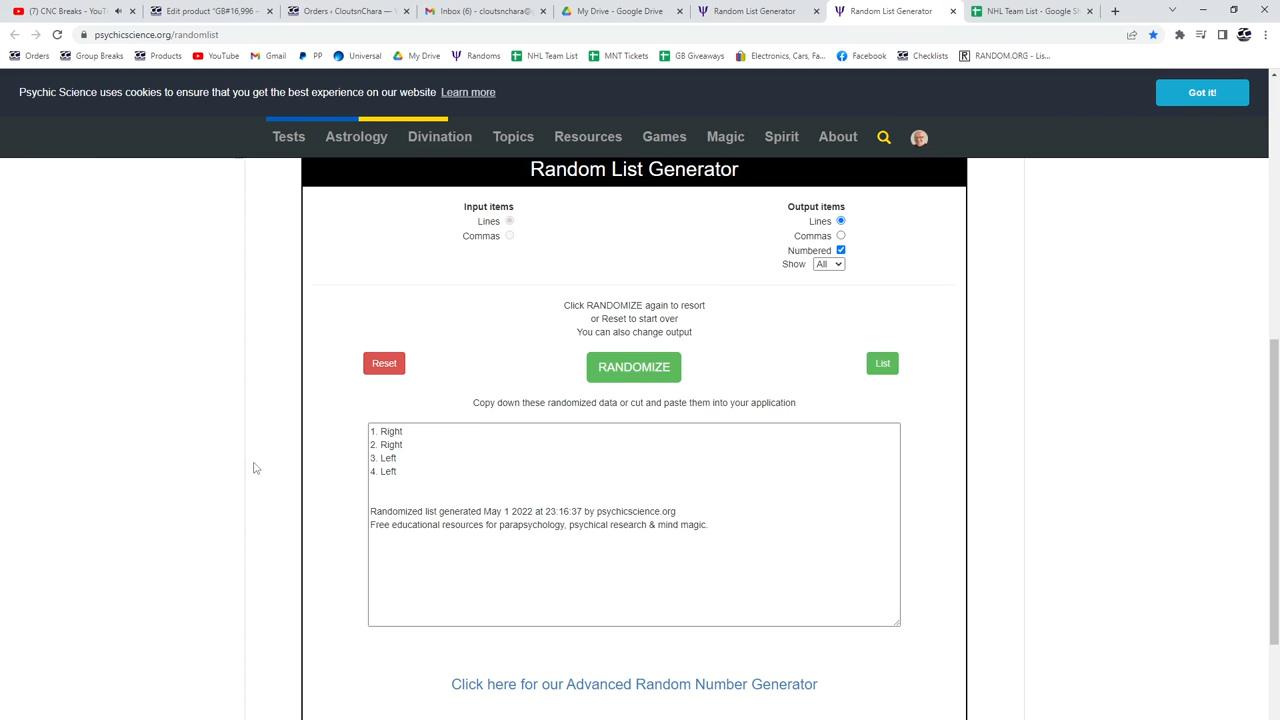 (7) CNC Breaks - YouT
Edit product “GB#16,996 –
Orders ‹ CloutsnChara — V
Inbox (6) - cloutsnchara@
My Drive - Google Drive
Random List Generator
Random List Generator
NHL Team List - Google Sh
psychicscience.org/randomlist
Orders
Group Breaks
Products
YouTube
Gmail
PP
Universal
My Drive
Randoms
NHL Team List
MNT Tickets
GB Giveaways
Electronics, Cars, Fa...
Facebook
Checklists
RANDOM.ORG - Lis...
Psychic Science uses cookies to ensure that you get the best experience on our website Learn more
Got it!
Tests
Astrology
Divination
Topics
Resources
Games
Magic
Spirit
About
Random List Generator
Input items
Lines
Commas
Output items
Lines
Commas
Numbered
Show All
Click RANDOMIZE again to resort
or Reset to start over
You can also change output
Reset
RANDOMIZE
List
Copy down these randomized data or cut and paste them into your application
1. Right
2. Right
3. Left
4. Left
Randomized list generated May 1 2022 at 23:16:37 by psychicscience.org
Free educational resources for parapsychology, psychical research & mind magic.
Click here for our Advanced Random Number Generator